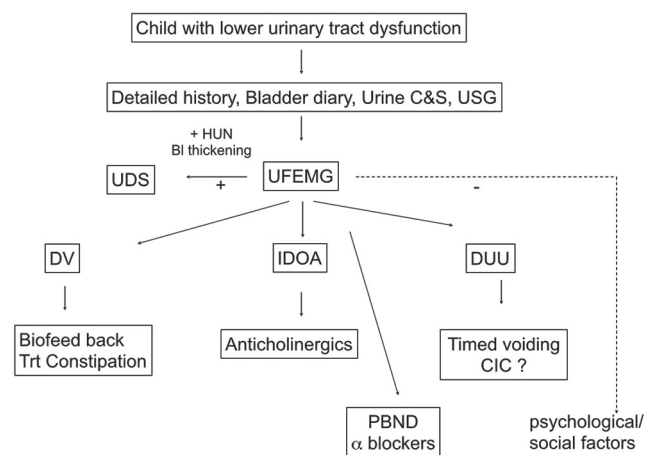 Child with lower urinary tract dysfunction
Detailed history, Bladder diary, Urine C&S, USG
+ HUN
Bl thickening
UDS
+
UFEMG
-
DV
IDOA
DUU
Biofeed back
Trt Constipation
Anticholinergics
Timed voiding
CIC ?
PBND
α blockers
psychological/
social factors